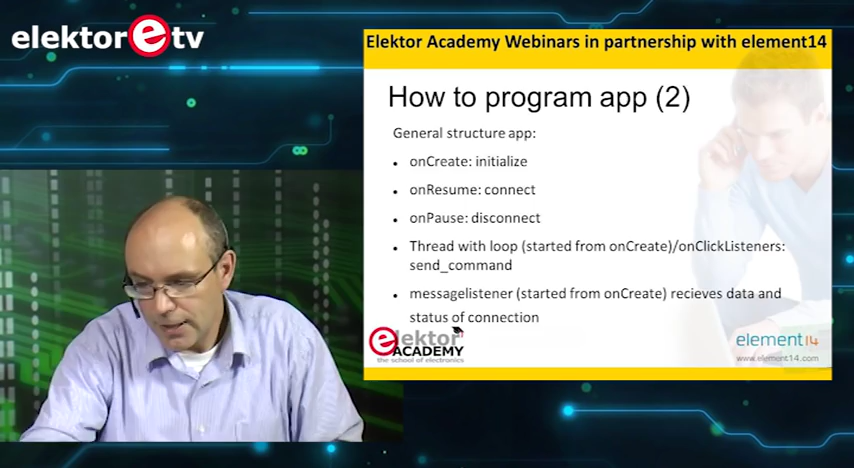 elektor e tv
Elektor Academy Webinars in partnership with element14
How to program app (2)
General structure app:
• onCreate: initialize
• onResume: connect
• onPause: disconnect
• Thread with loop (started from onCreate)/onClickListeners:
send_command
• messagelistener (started from onCreate) recieves data and
status of connection
elektor
ACADEMY
the school of electronics
element14
www.element14.com